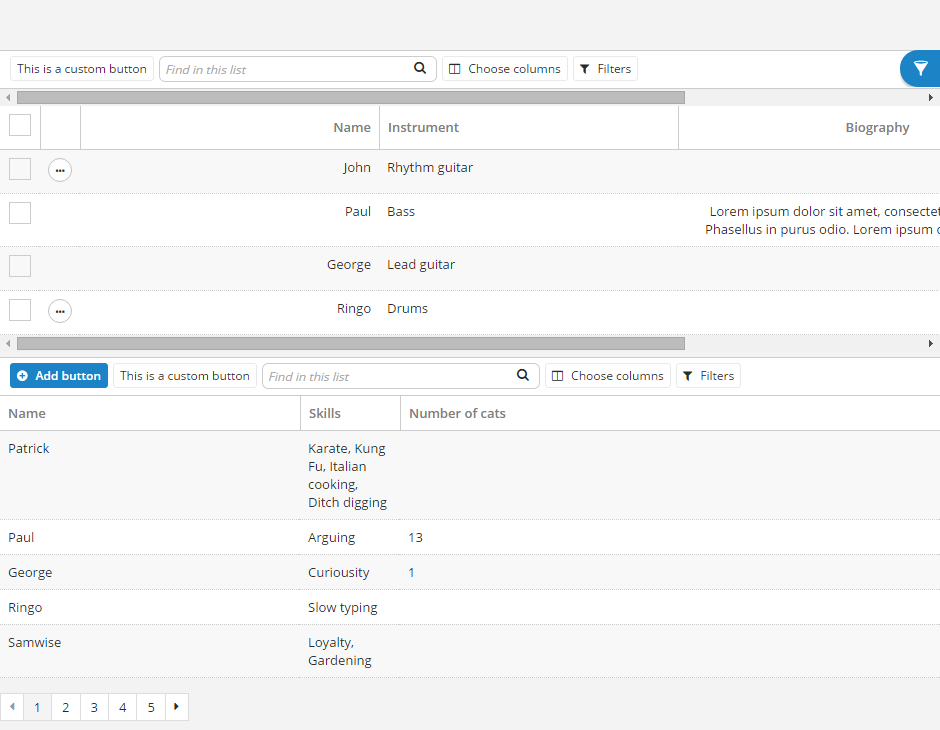 This is a custom button Find in this list Choose columns Filters
Name Instrument Biography
John Rhythm guitar
Paul Bass Lorem ipsum dolor sit amet, consectet
Phasellus in purus odio. Lorem ipsum
George Lead guitar
Ringo Drums
Add button This is a custom button Find in this list Choose columns Filters
Name Skills Number of cats
Patrick Karate, Kung
Fu, Italian
cooking,
Ditch digging
Paul Arguing 13
George Curiousity 1
Ringo Slow typing
Samwise Loyalty,
Gardening
1 2 3 4 5